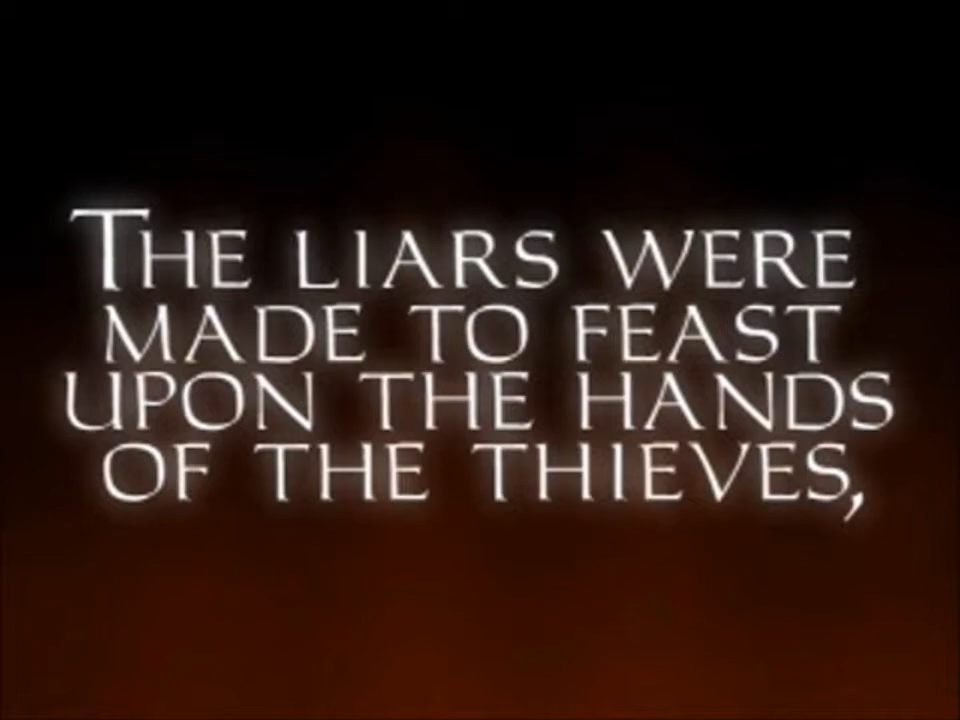 THE LIARS WERE
MADE TO FEAST
UPON THE HANDS
OF THE THIEVES,